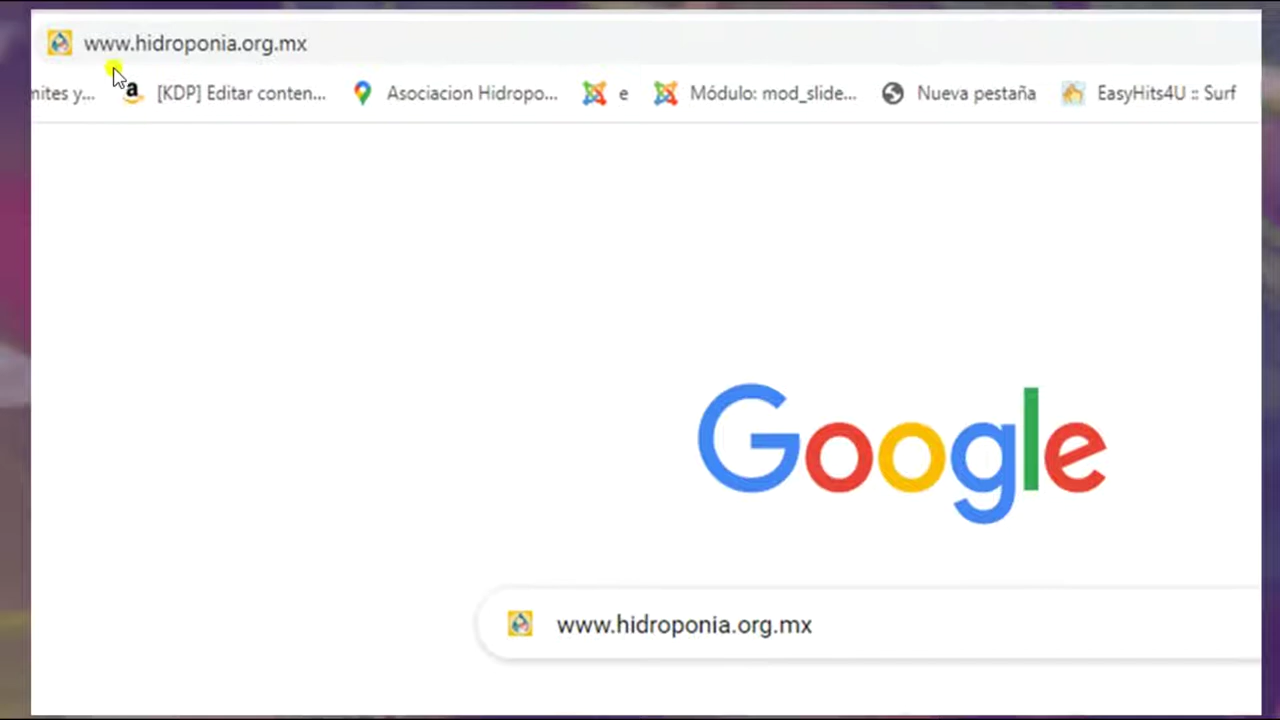 www.hidroponia.org.mx
mites y... [KDP] Editar conten... Asociacion Hidropo... e Módulo: mod_slide... Nueva pestaña EasyHits4U :: Surf
Google
www.hidroponia.org.mx